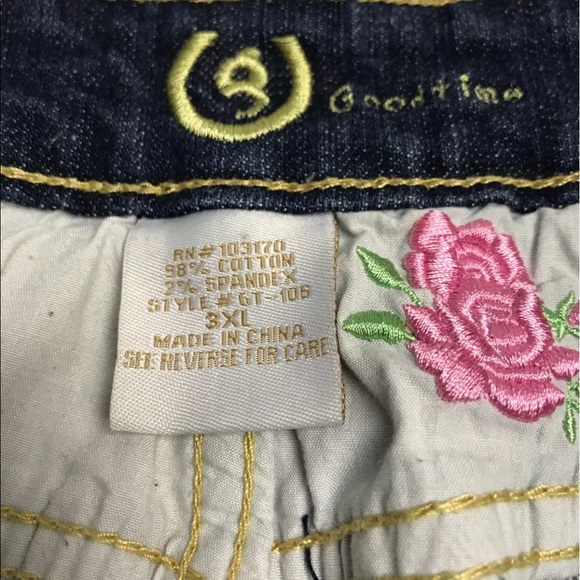 Goodtime
RN# 103170
98% COTTON
2% SPANDEX
STYLE # GT-106
3XL
MADE IN CHINA
SEE REVERSE FOR CARE